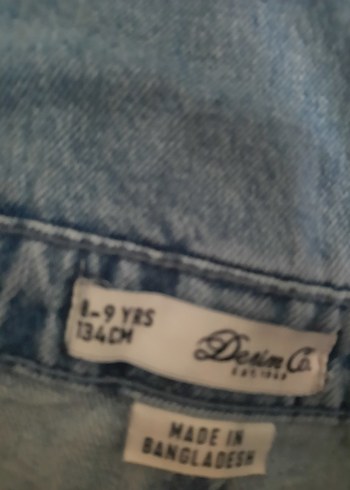 8-9 YRS
134CM
Denim Co.
MADE IN
BANGLADESH